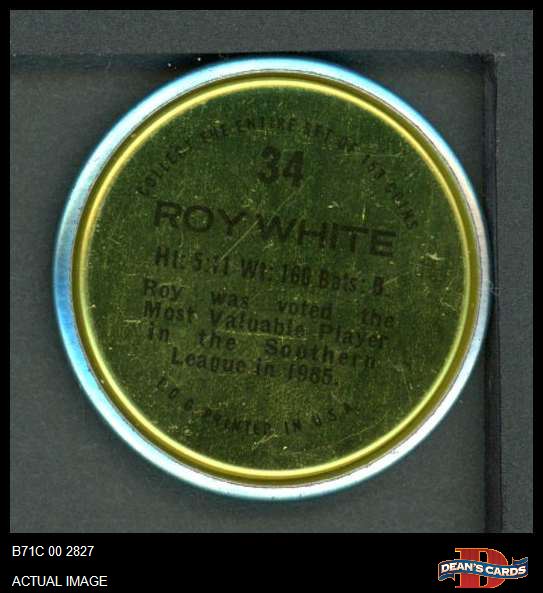 COLLECT THE ENTIRE SET OF 153 COINS
34
ROY WHITE
Ht: 5:11 Wt: 160 Bats: B
Roy was voted the
Most Valuable Player
in the Southern
League in 1965.
T.C.G. PRINTED IN U.S.A.
B71C 00 2827
ACTUAL IMAGE
D
DEAN'S CARDS